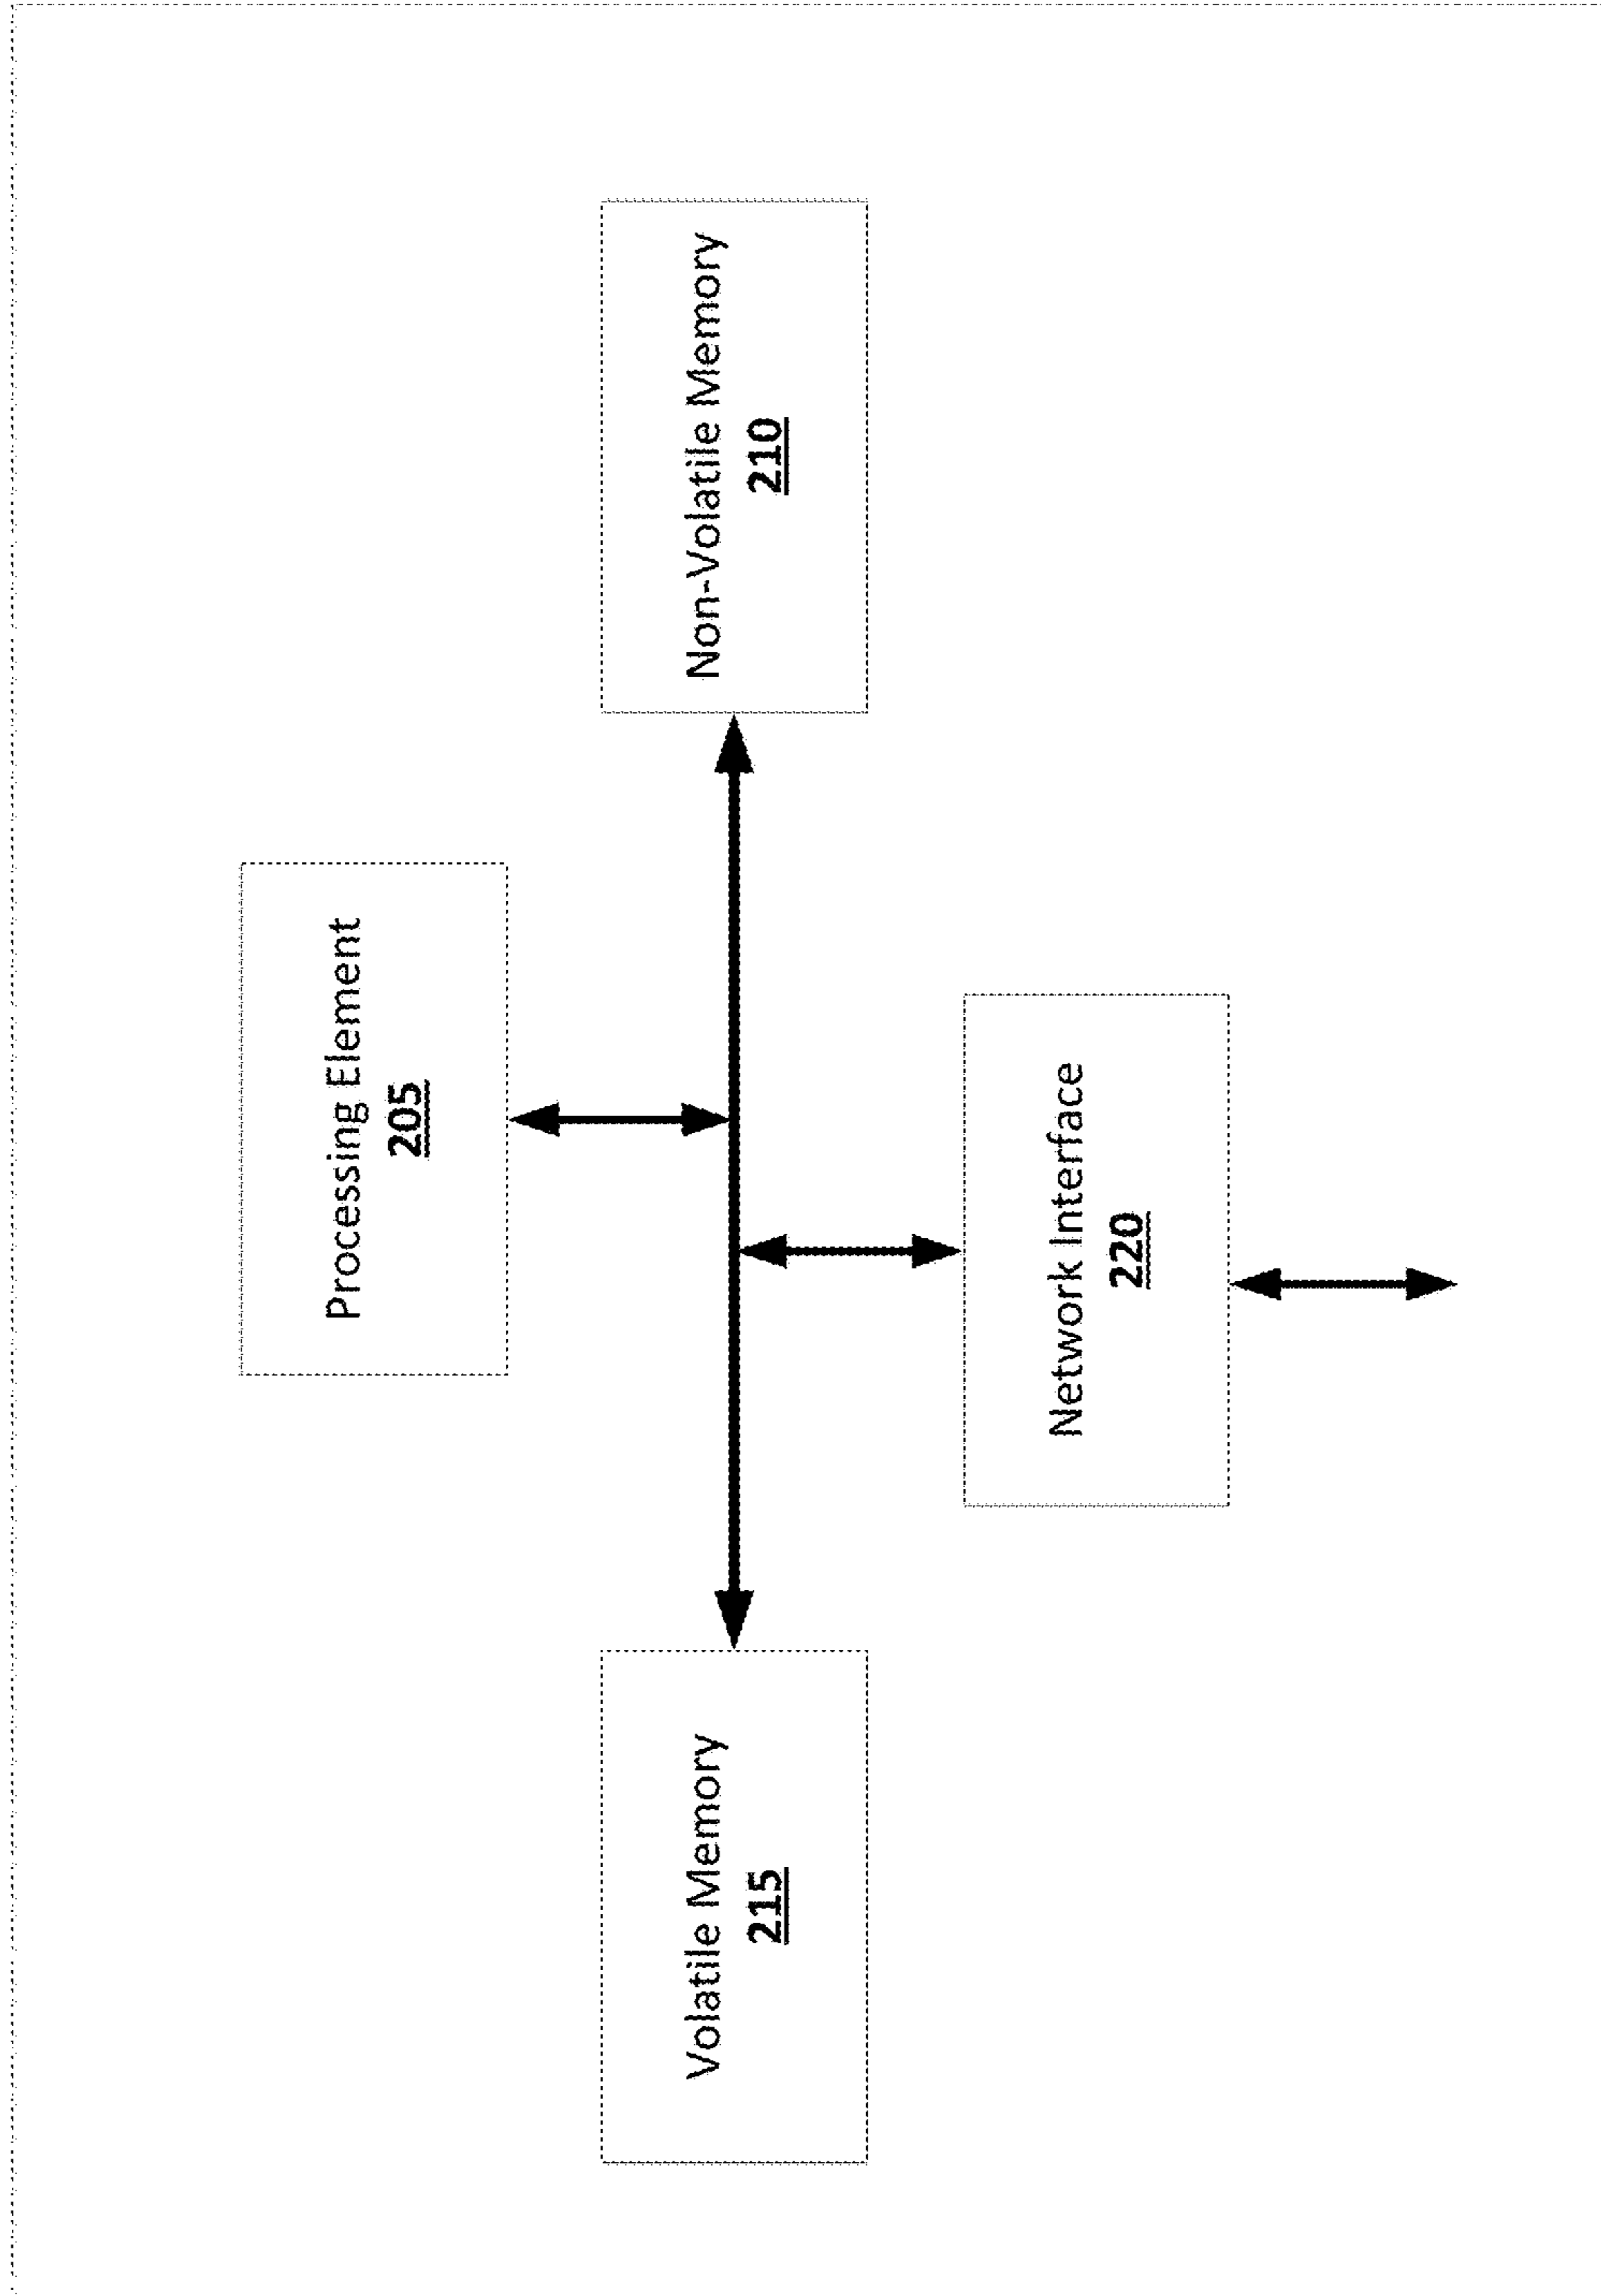 Processing Element
205
Volatile Memory
215
Non-Volatile Memory
210
Network Interface
220